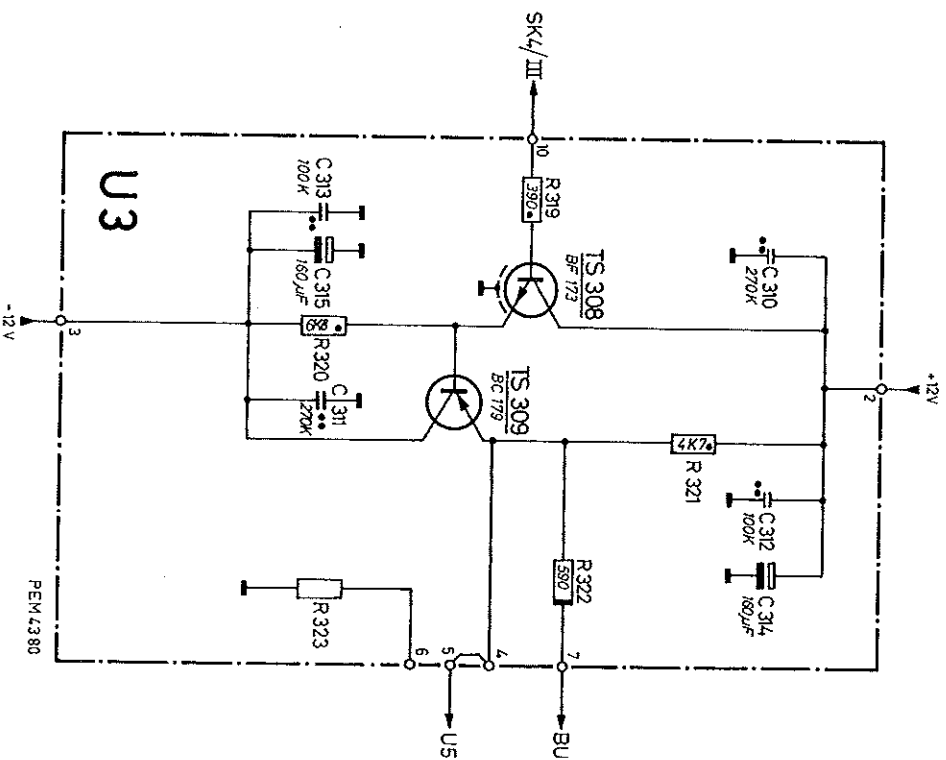 SK4/III
+12V
2
10
R 319
390
TS 308
BF 173
C 310
270K
U3
C 313
100K
C 315
160µF
6K8
R 320
C 311
270K
-12V
3
TS 309
BC 179
4K7
R 321
C 312
100K
C 314
160µF
R 322
590
R 323
6
5
4
7
U5
BU
PEM4380